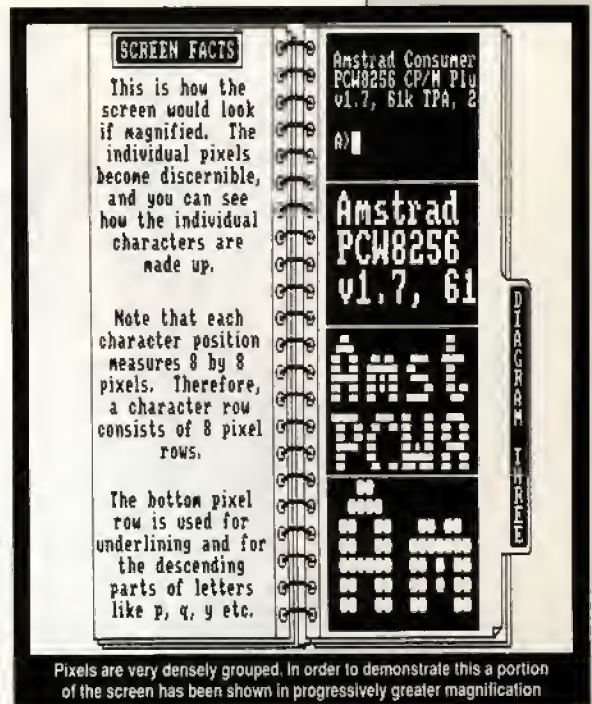 SCREEN FACTS
This is how the
screen would look
if magnified. The
individual pixels
become discernible,
and you can see
how the individual
characters are
made up.
Note that each
character position
measures 8 by 8
pixels. Therefore,
a character row
consists of 8 pixel
rows.
The bottom pixel
row is used for
underlining and for
the descending
parts of letters
like p, q, y etc.
Amstrad Consumer
PCW8256 CP/M Plu
v1.7, 61k TPA, 2
A>
Amstrad
PCW8256
v1.7, 61
Amst
PCW8
Am
DIAGRAM THREE
Pixels are very densely grouped. In order to demonstrate this a portion
of the screen has been shown in progressively greater magnification